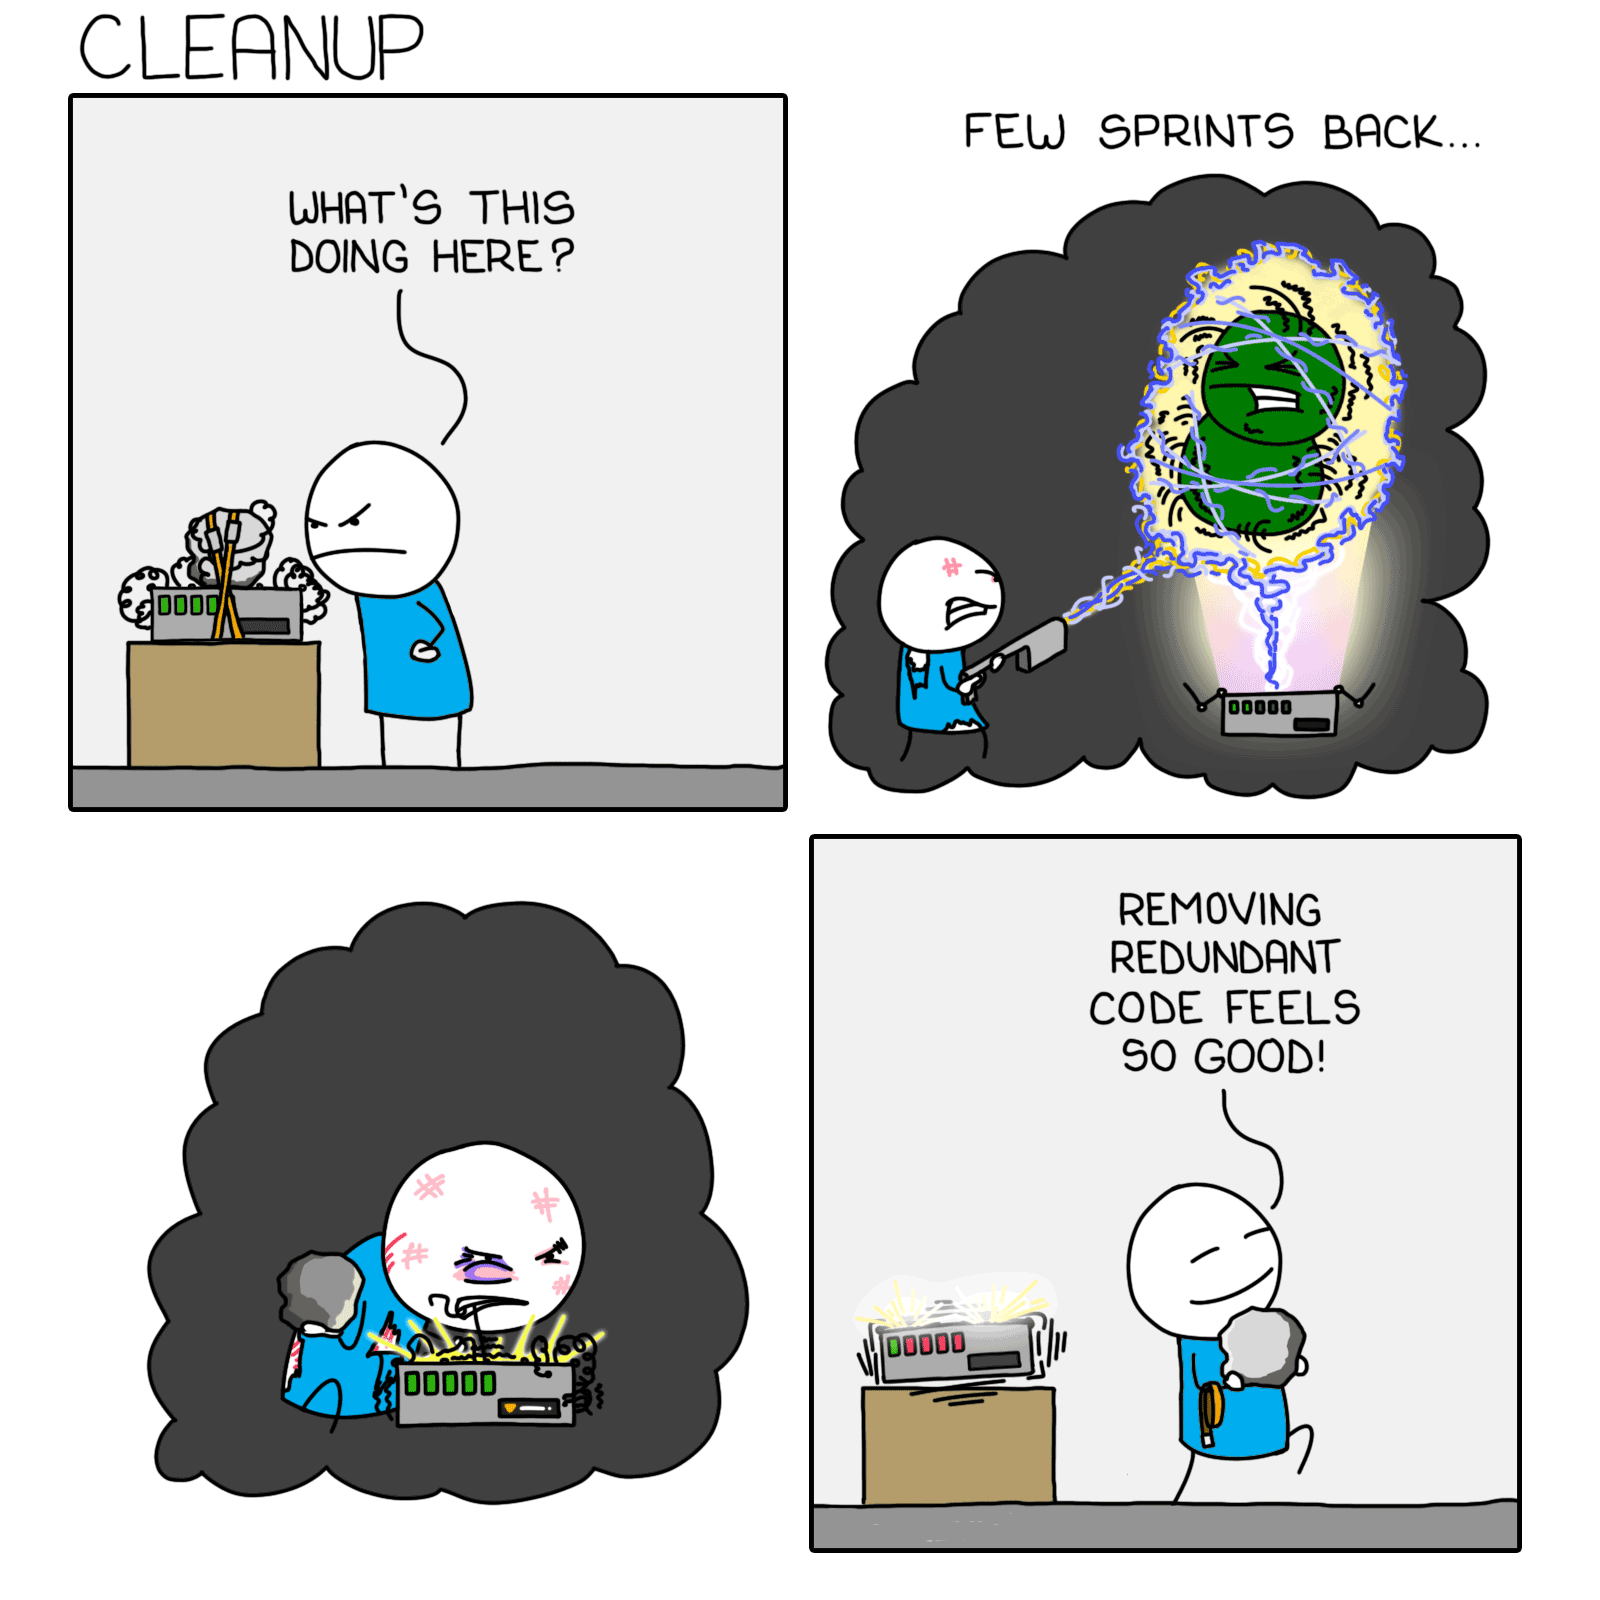 CLEANUP
WHAT'S THIS
DOING HERE?
FEW SPRINTS BACK...
REMOVING
REDUNDANT
CODE FEELS
SO GOOD!